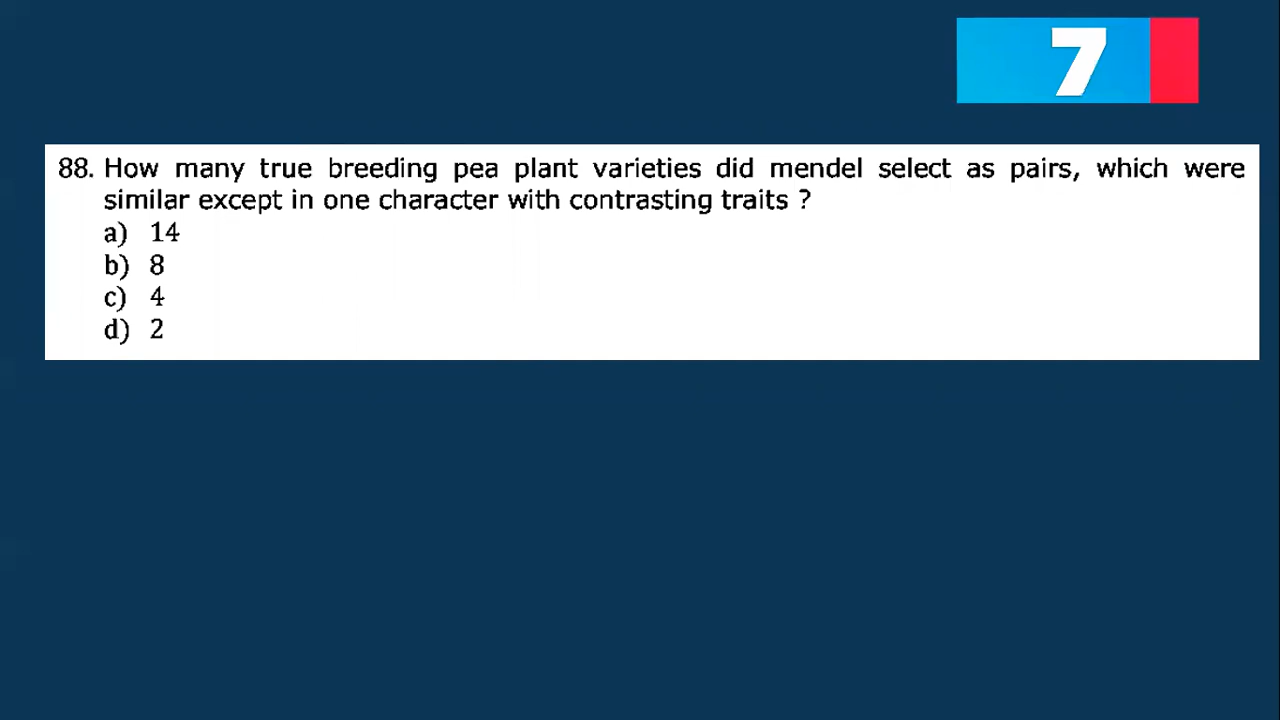 7
88. How many true breeding pea plant varieties did mendel select as pairs, which were
similar except in one character with contrasting traits ?
a) 14
b) 8
c) 4
d) 2